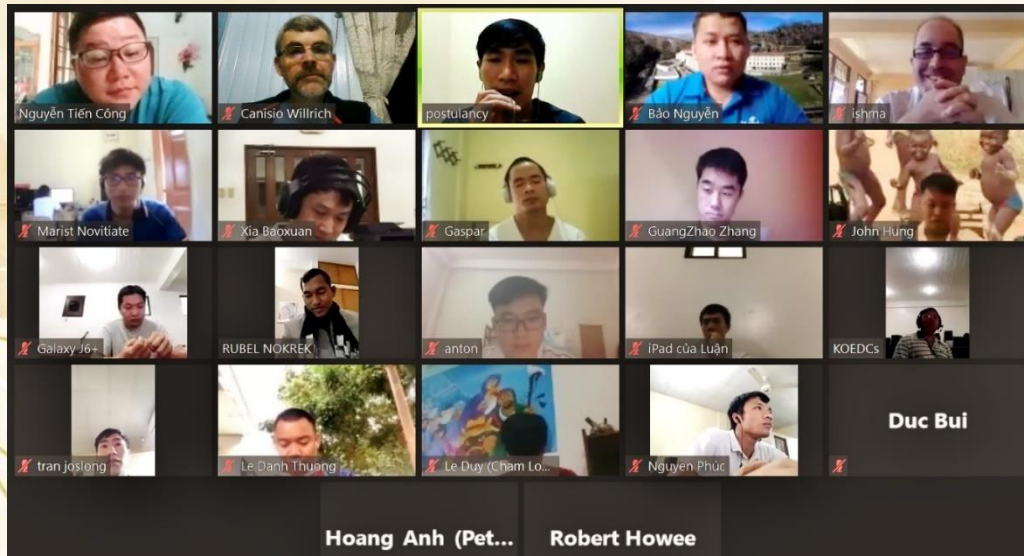 Nguyễn Tiến Công
Canísio Willrich
postulancy
Bảo Nguyễn
ishma
Marist Novitiate
Xia Baoxuan
Gaspar
GuangZhao Zhang
John Hung
Galaxy J6+
RUBEL NOKREK
anton
iPad của Luận
KOEDCs
tran joslong
Le Danh Thuong
Le Duy (Cham Lo...
Nguyen Phúc
Duc Bui
Hoang Anh (Pet...
Robert Howee